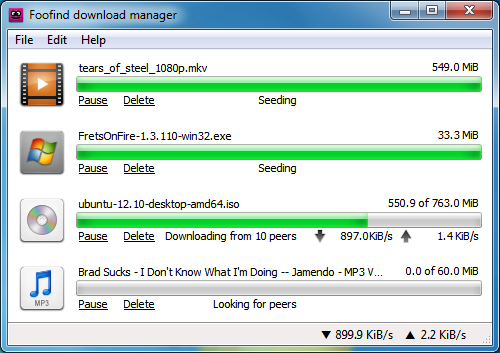 Foofind download manager
File Edit Help
tears_of_steel_1080p.mkv 549.0 MiB
Pause Delete Seeding
FretsOnFire-1.3.110-win32.exe 33.3 MiB
Pause Delete Seeding
ubuntu-12.10-desktop-amd64.iso 550.9 of 763.0 MiB
Pause Delete Downloading from 10 peers 897.0KiB/s 1.4KiB/s
Brad Sucks - I Don't Know What I'm Doing -- Jamendo - MP3 V... 0.0 of 60.0 MiB
MP3
Pause Delete Looking for peers
▼ 899.9 KiB/s ▲ 2.2 KiB/s